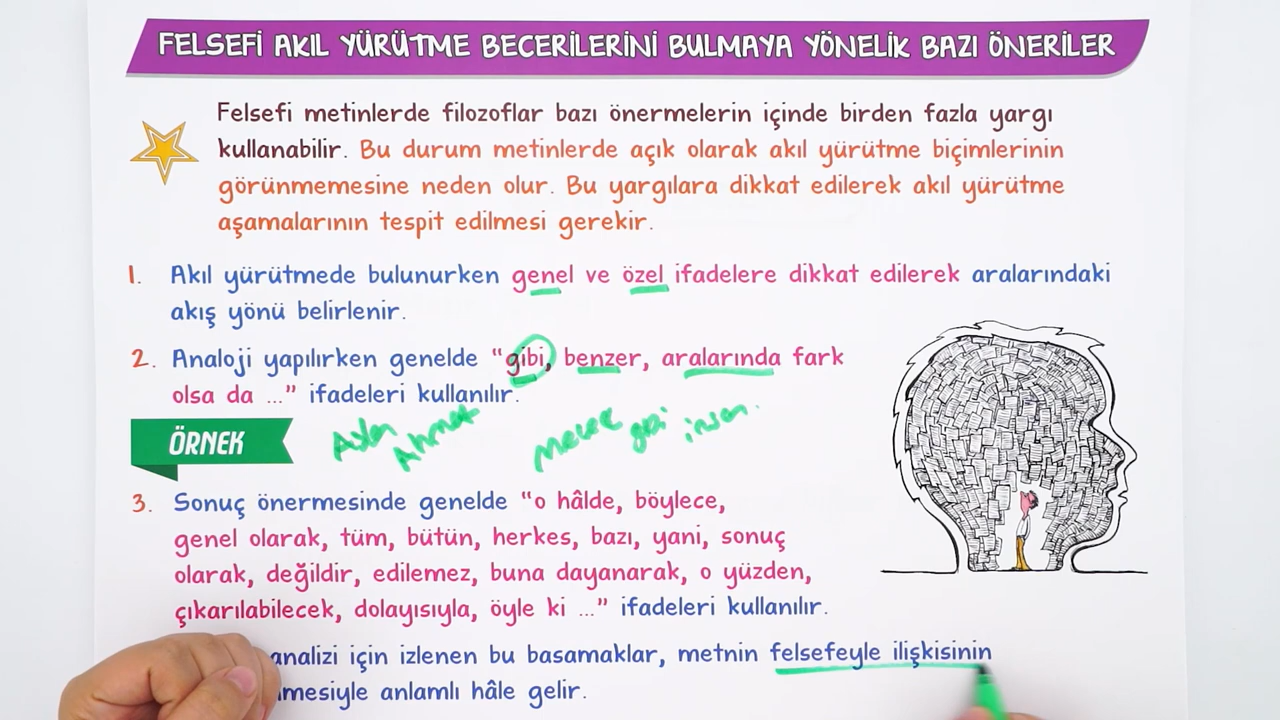 FELSEFİ AKIL YÜRÜTME BECERİLERİNİ BULMAYA YÖNELİK BAZI ÖNERİLER
Felsefi metinlerde filozoflar bazı önermelerin içinde birden fazla yargı
kullanabilir. Bu durum metinlerde açık olarak akıl yürütme biçimlerinin
görünmemesine neden olur. Bu yargılara dikkat edilerek akıl yürütme
aşamalarının tespit edilmesi gerekir.
1. Akıl yürütmede bulunurken genel ve özel ifadelere dikkat edilerek aralarındaki
akış yönü belirlenir.
2. Analoji yapılırken genelde “gibi, benzer, aralarında fark
olsa da ...” ifadeleri kullanılır.
ÖRNEK
Ahmet
gibi insan.
3. Sonuç önermesinde genelde “o hâlde, böylece,
genel olarak, tüm, bütün, herkes, bazı, yani, sonuç
olarak, değildir, edilemez, buna dayanarak, o yüzden,
çıkarılabilecek, dolayısıyla, öyle ki ...” ifadeleri kullanılır.
analizi için izlenen bu basamaklar, metnin felsefeyle ilişkisinin
mesiyle anlamlı hâle gelir.